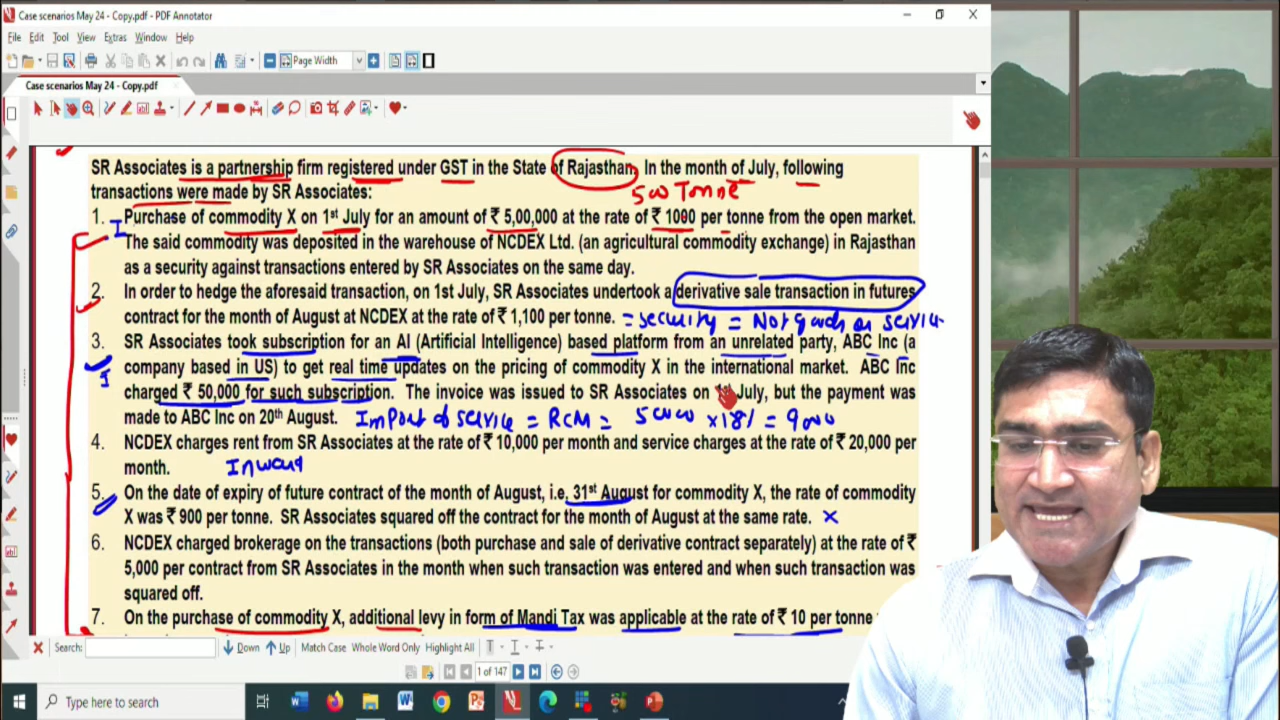 Case scenarios May 24 - Copy.pdf - PDF Annotator
File Edit Tool View Extras Window Help
Page Width
Case scenarios May 24 - Copy.pdf
SR Associates is a partnership firm registered under GST in the State of Rajasthan. In the month of July, following
transactions were made by SR Associates:
500 Tonne
1. Purchase of commodity X on 1st July for an amount of ₹ 5,00,000 at the rate of ₹ 1000 per tonne from the open market.
I
The said commodity was deposited in the warehouse of NCDEX Ltd. (an agricultural commodity exchange) in Rajasthan
as a security against transactions entered by SR Associates on the same day.
2. In order to hedge the aforesaid transaction, on 1st July, SR Associates undertook a derivative sale transaction in futures
contract for the month of August at NCDEX at the rate of ₹ 1,100 per tonne. = security = Not goods or service
3. SR Associates took subscription for an AI (Artificial Intelligence) based platform from an unrelated party, ABC Inc (a
company based in US) to get real time updates on the pricing of commodity X in the international market. ABC Inc
I
charged ₹ 50,000 for such subscription. The invoice was issued to SR Associates on July, but the payment was
made to ABC Inc on 20th August. Import of service = RCM = 50000 × 18% = 9000
4. NCDEX charges rent from SR Associates at the rate of ₹ 10,000 per month and service charges at the rate of ₹ 20,000 per
month. Inward
5. On the date of expiry of future contract of the month of August, i.e, 31st August for commodity X, the rate of commodity
X was ₹ 900 per tonne. SR Associates squared off the contract for the month of August at the same rate. ×
6. NCDEX charged brokerage on the transactions (both purchase and sale of derivative contract separately) at the rate of ₹
5,000 per contract from SR Associates in the month when such transaction was entered and when such transaction was
squared off.
7. On the purchase of commodity X, additional levy in form of Mandi Tax was applicable at the rate of ₹ 10 per tonne
Search: Down Up Match Case Whole Word Only Highlight All
1 of 147
Type here to search